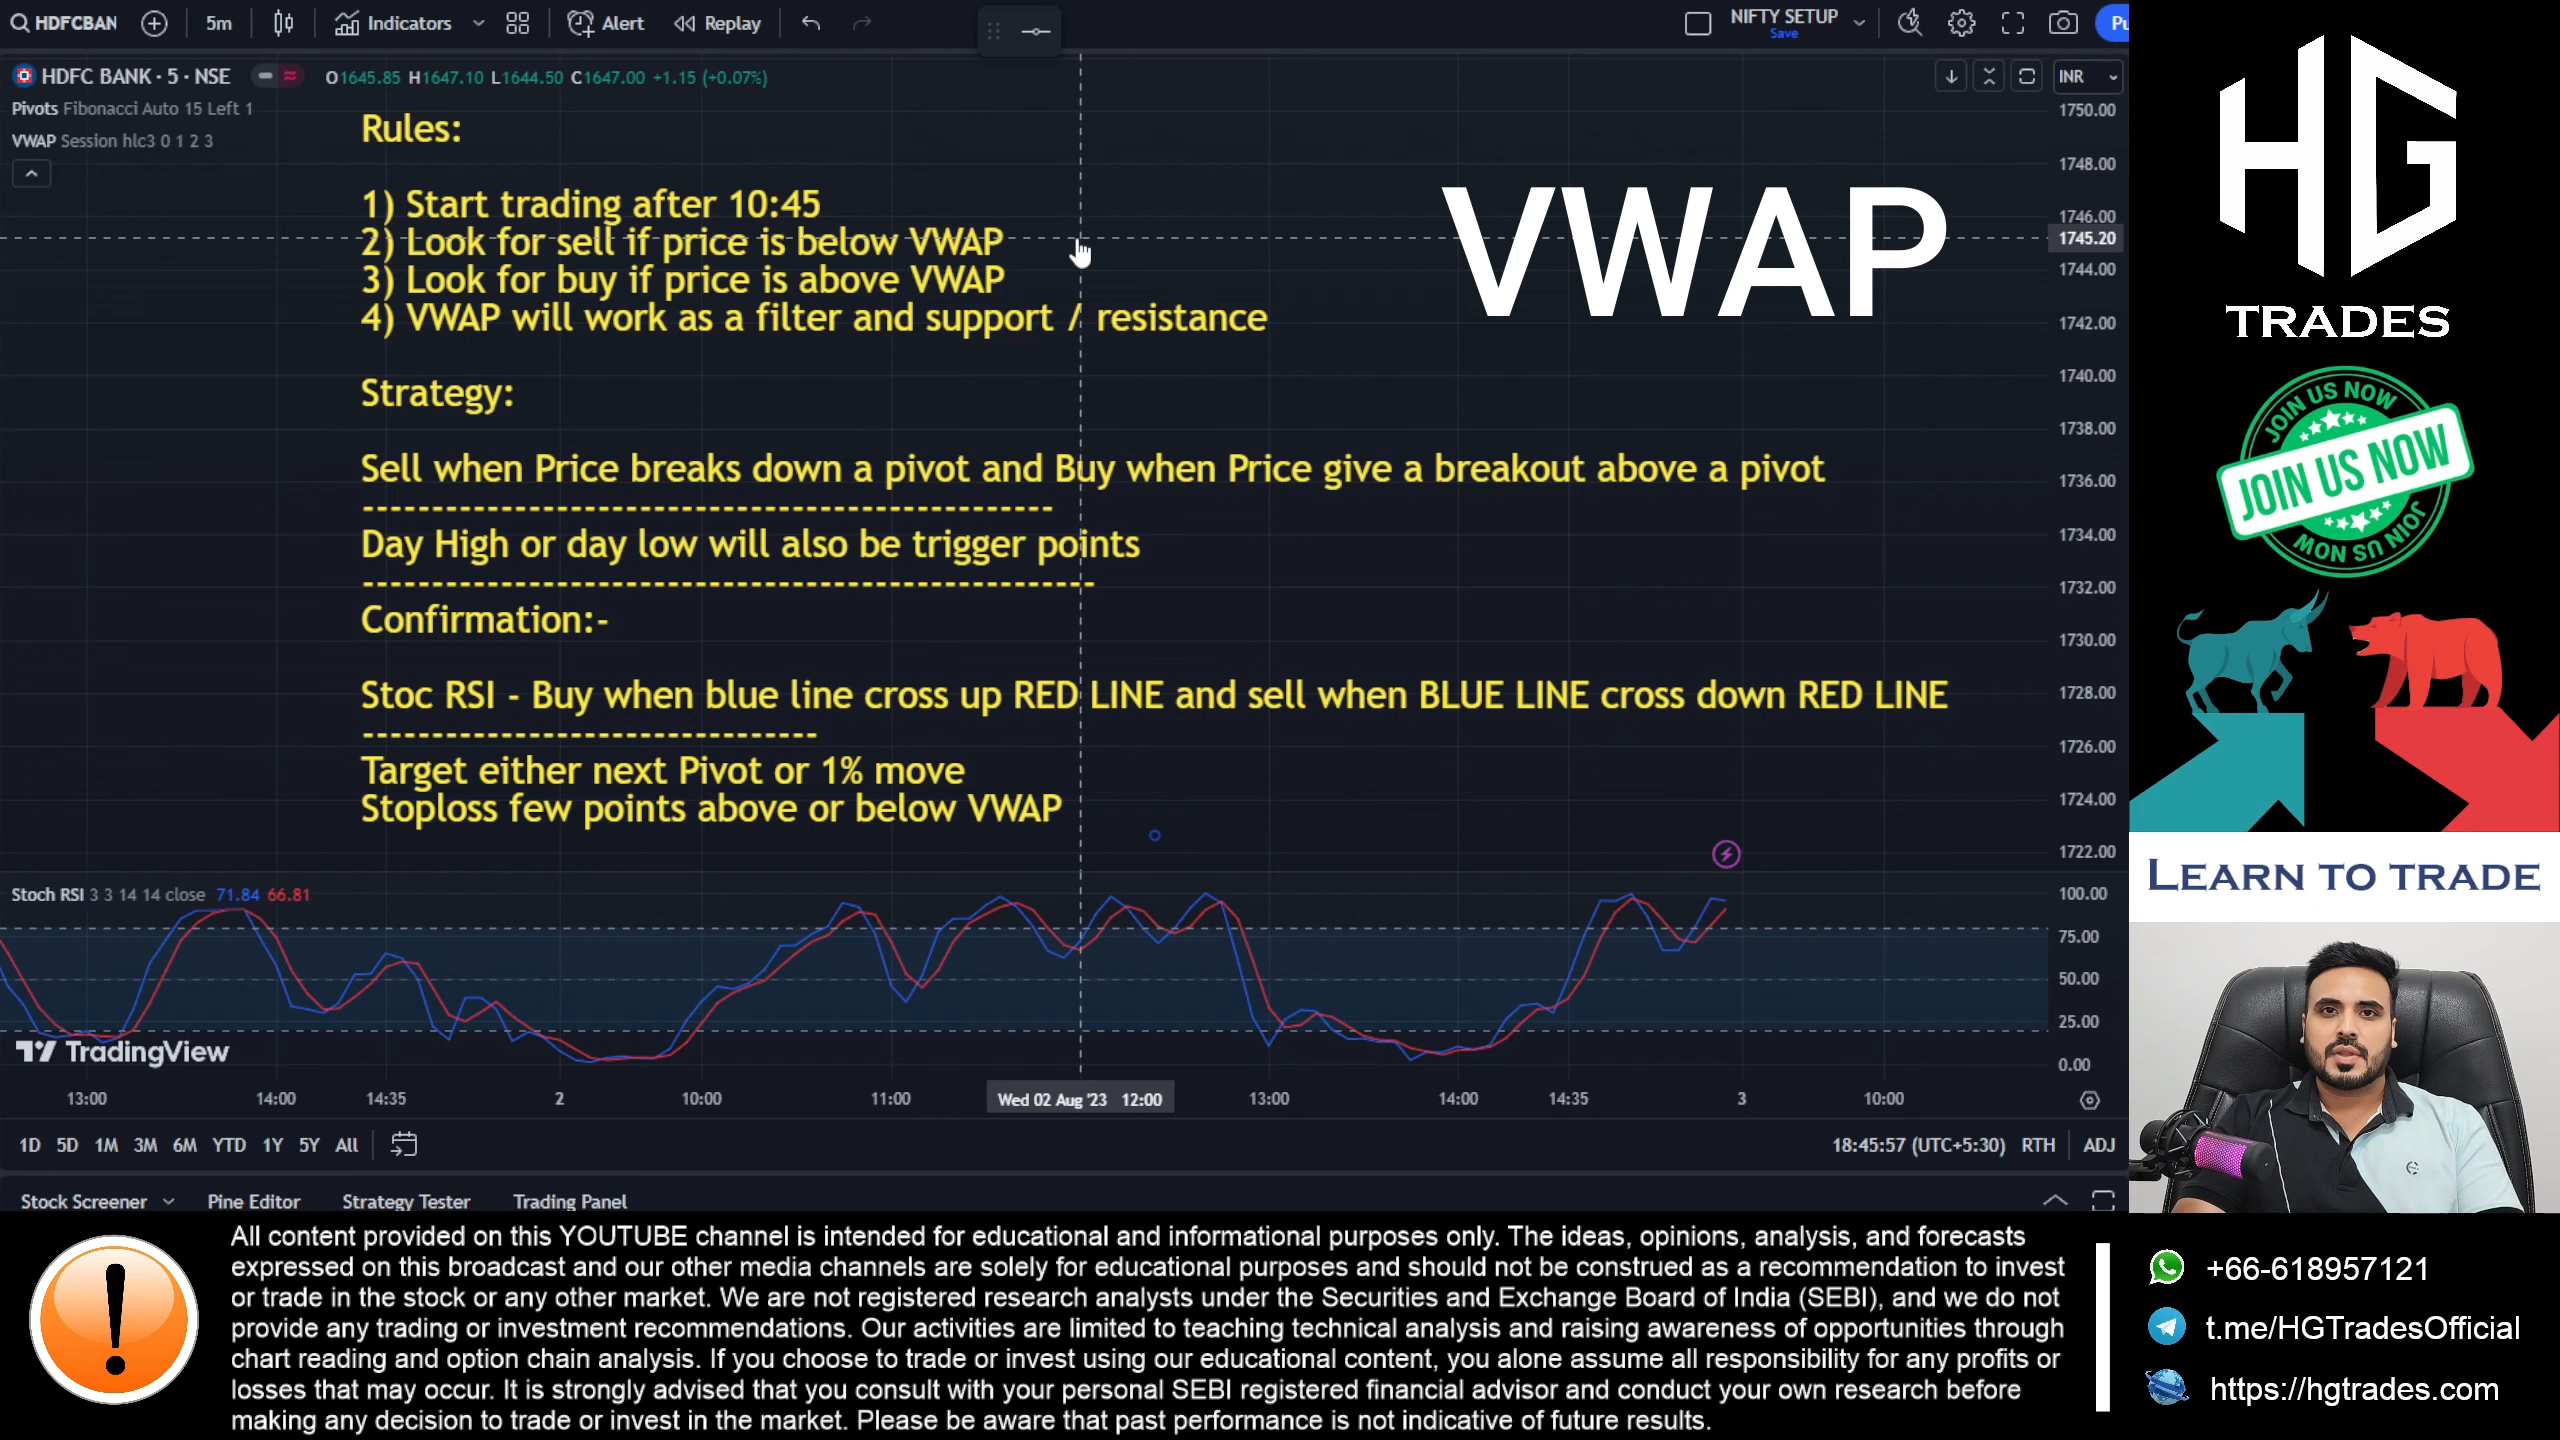 HDFCBAN
5m
Indicators
Alert
Replay
NIFTY SETUP
Save
Pu
HDFC BANK · 5 · NSE
O1645.85 H1647.10 L1644.50 C1647.00 +1.15 (+0.07%)
INR
Pivots Fibonacci Auto 15 Left 1
VWAP Session hlc3 0 1 2 3
Rules:
1) Start trading after 10:45
2) Look for sell if price is below VWAP
3) Look for buy if price is above VWAP
4) VWAP will work as a filter and support / resistance
Strategy:
Sell when Price breaks down a pivot and Buy when Price give a breakout above a pivot
-----------------------------------------------
Day High or day low will also be trigger points
-------------------------------------------------
Confirmation:-
Stoc RSI - Buy when blue line cross up RED LINE and sell when BLUE LINE cross down RED LINE
-------------------------------
Target either next Pivot or 1% move
Stoploss few points above or below VWAP
VWAP
1750.00
1748.00
1746.00
1745.20
1744.00
1742.00
1740.00
1738.00
1736.00
1734.00
1732.00
1730.00
1728.00
1726.00
1724.00
1722.00
Stoch RSI 3 3 14 14 close 71.84 66.81
100.00
75.00
50.00
25.00
0.00
TradingView
13:00
14:00
14:35
2
10:00
11:00
Wed 02 Aug '23 12:00
13:00
14:00
14:35
3
10:00
1D 5D 1M 3M 6M YTD 1Y 5Y All
18:45:57 (UTC+5:30) RTH ADJ
Stock Screener
Pine Editor
Strategy Tester
Trading Panel
HG
TRADES
JOIN US NOW
JOIN US NOW
JOIN US NOW
LEARN TO TRADE
All content provided on this YOUTUBE channel is intended for educational and informational purposes only. The ideas, opinions, analysis, and forecasts
expressed on this broadcast and our other media channels are solely for educational purposes and should not be construed as a recommendation to invest
or trade in the stock or any other market. We are not registered research analysts under the Securities and Exchange Board of India (SEBI), and we do not
provide any trading or investment recommendations. Our activities are limited to teaching technical analysis and raising awareness of opportunities through
chart reading and option chain analysis. If you choose to trade or invest using our educational content, you alone assume all responsibility for any profits or
losses that may occur. It is strongly advised that you consult with your personal SEBI registered financial advisor and conduct your own research before
making any decision to trade or invest in the market. Please be aware that past performance is not indicative of future results.
+66-618957121
t.me/HGTradesOfficial
https://hgtrades.com